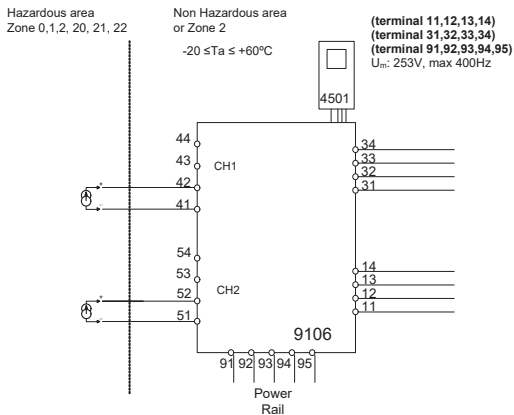 Hazardous area
Zone 0,1,2, 20, 21, 22
Non Hazardous area
or Zone 2
-20 ≤Ta ≤ +60ºC
(terminal 11,12,13,14)
(terminal 31,32,33,34)
(terminal 91,92,93,94,95)
Um: 253V, max 400Hz
4501
44
43
CH1
42
41
34
33
32
31
54
53
CH2
52
51
14
13
12
11
9106
91 92 93 94 95
Power
Rail